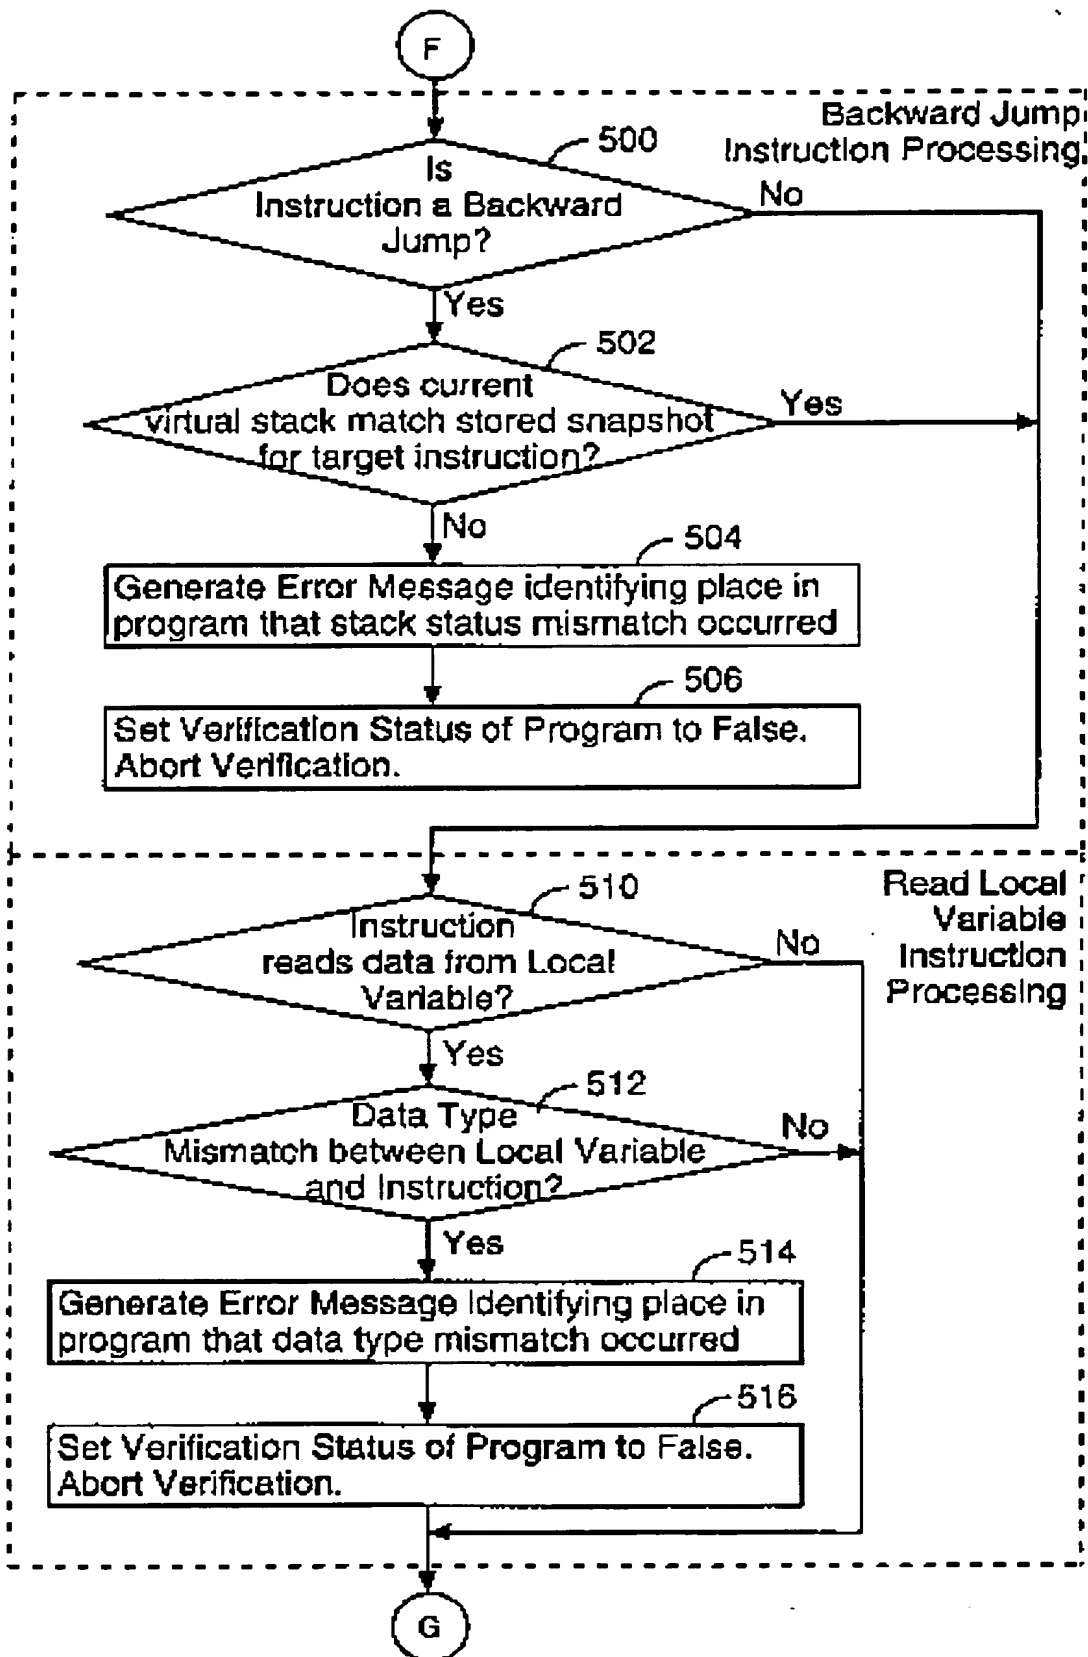 F
Backward Jump
Instruction Processing
500
Is
Instruction a Backward
Jump?
No
Yes
502
Does current
virtual stack match stored snapshot
for target instruction?
Yes
No
504
Generate Error Message identifying place in
program that stack status mismatch occurred
506
Set Verification Status of Program to False.
Abort Verification.
Read Local
Variable
Instruction
Processing
510
Instruction
reads data from Local
Variable?
No
Yes
512
Data Type
Mismatch between Local Variable
and Instruction?
No
Yes
514
Generate Error Message Identifying place in
program that data type mismatch occurred
516
Set Verification Status of Program to False.
Abort Verification.
G